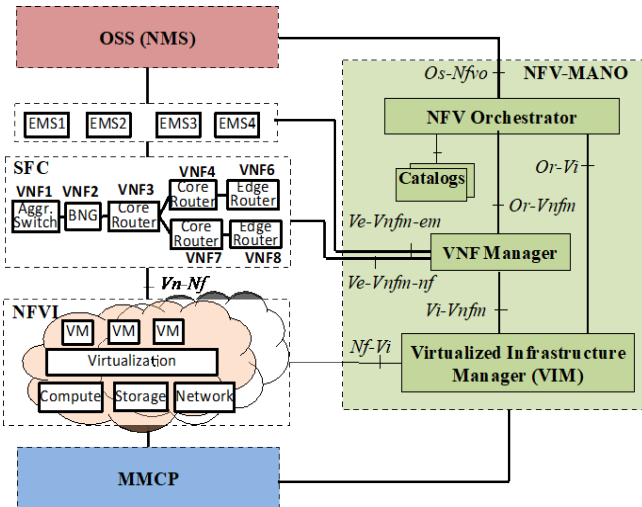 OSS (NMS)
NFV-MANO
Os-Nfvo
EMS1
EMS2
EMS3
EMS4
NFV Orchestrator
SFC
VNF1
VNF2
VNF3
VNF4
VNF6
Aggr.
Switch
BNG
Core
Router
Core
Router
Edge
Router
Core
Router
Edge
Router
VNF7
VNF8
Catalogs
Or-Vi
Or-Vnfm
Ve-Vnfm-em
VNF Manager
Ve-Vnfm-nf
Vn-Nf
Vi-Vnfm
NFVI
VM
VM
VM
Virtualization
Compute
Storage
Network
Nf-Vi
Virtualized Infrastructure
Manager (VIM)
MMCP